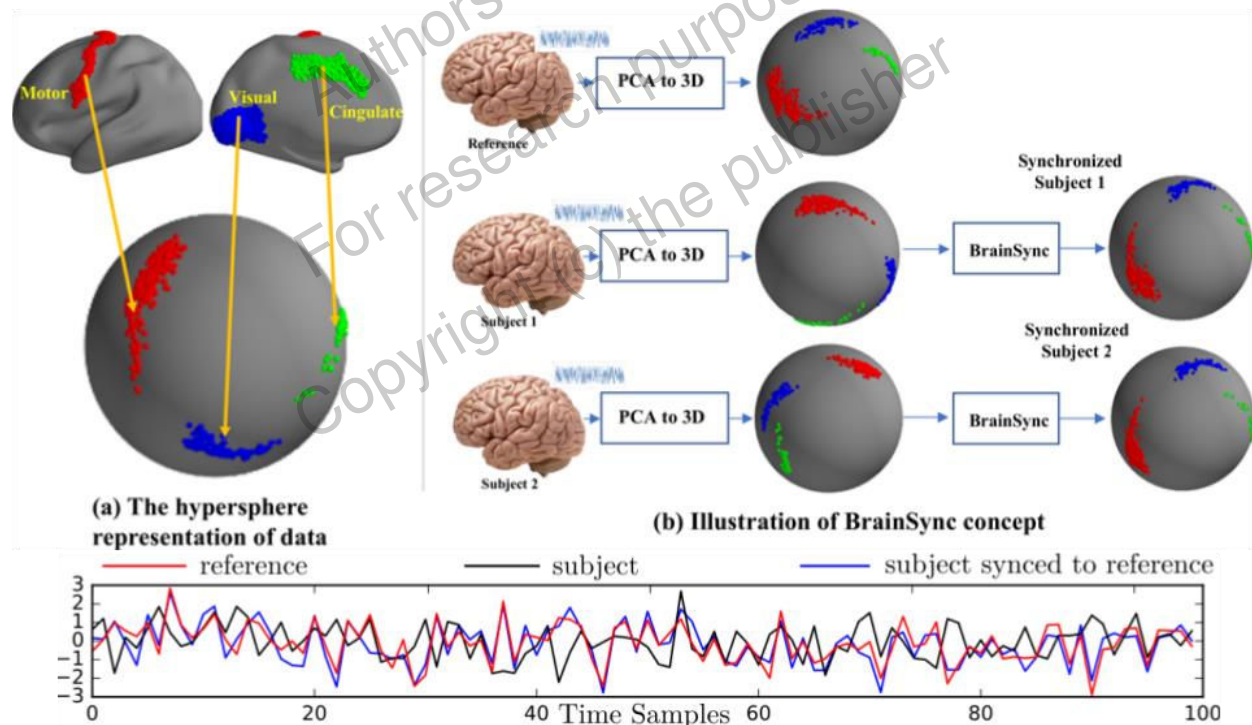 Authors
For research purpos
Copyright (c) the publisher
Motor
Visual
Cingulate
(a) The hypersphere
representation of data
Reference
PCA to 3D
Subject 1
PCA to 3D
BrainSync
Synchronized
Subject 1
Subject 2
PCA to 3D
BrainSync
Synchronized
Subject 2
(b) Illustration of BrainSync concept
reference
subject
subject synced to reference
3
2
1
0
−1
−2
−3
0
20
40
60
80
100
Time Samples